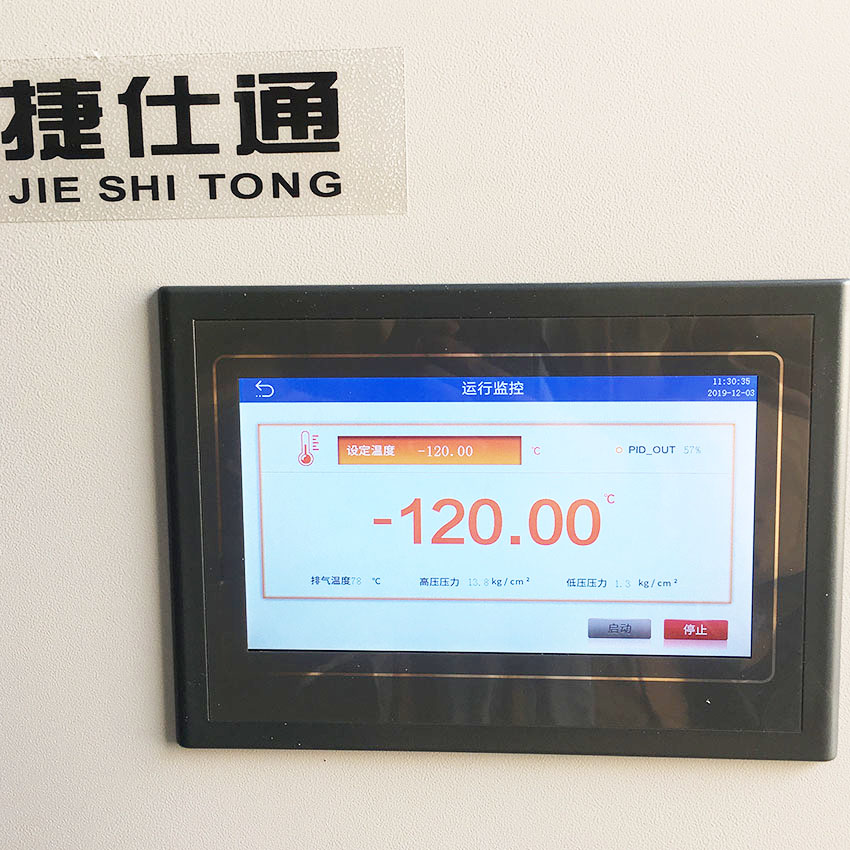 捷仕通
JIE SHI TONG
运行监控
11:30:35
2019-12-03
设定温度 -120.00 ℃
PID_OUT 57%
-120.00 ℃
排气温度78 ℃ 高压压力 13.8 kg/cm² 低压压力 1.3 kg/cm²
启动 停止